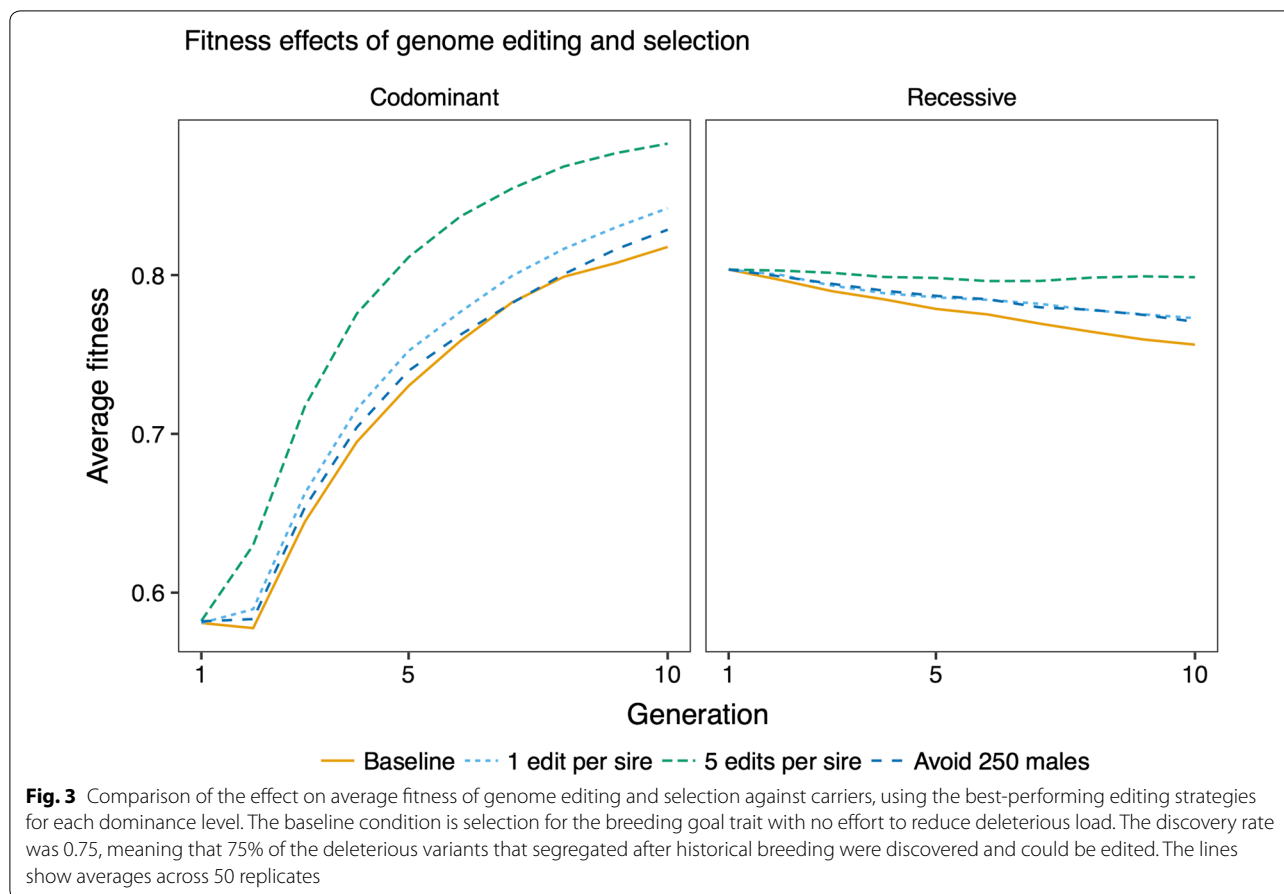 Fitness effects of genome editing and selection
Codominant
Recessive
Average fitness
0.8
0.7
0.6
1
5
10
1
5
10
Generation
Baseline
1 edit per sire
5 edits per sire
Avoid 250 males
Fig. 3 Comparison of the effect on average fitness of genome editing and selection against carriers, using the best-performing editing strategies
for each dominance level. The baseline condition is selection for the breeding goal trait with no effort to reduce deleterious load. The discovery rate
was 0.75, meaning that 75% of the deleterious variants that segregated after historical breeding were discovered and could be edited. The lines
show averages across 50 replicates